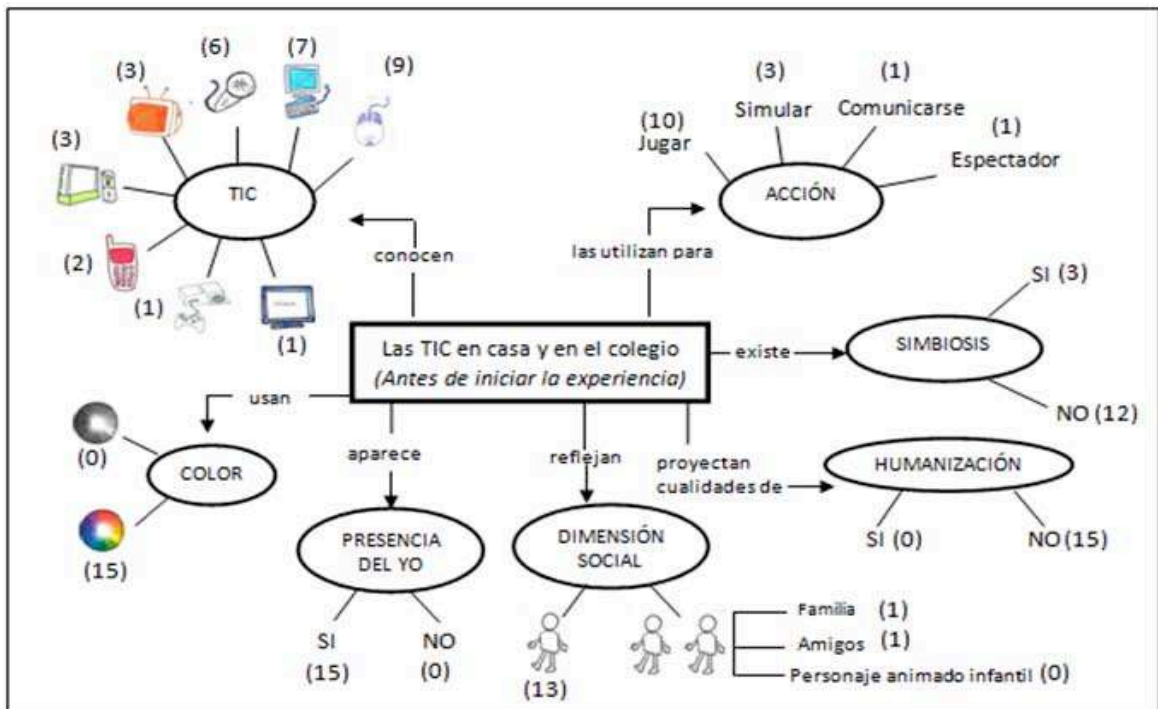 (6)
(7)
(9)
(3)
(3)
TIC
(2)
(1)
(1)
conocen
(3)
Simular
(1)
Comunicarse
(10)
Jugar
(1)
Espectador
ACCIÓN
las utilizan para
Las TIC en casa y en el colegio
(Antes de iniciar la experiencia)
existe
SI (3)
SIMBIOSIS
NO (12)
usan
(0)
COLOR
(15)
aparece
PRESENCIA
DEL YO
SI
(15)
NO
(0)
reflejan
DIMENSIÓN
SOCIAL
(13)
Familia (1)
Amigos (1)
Personaje animado infantil (0)
proyectan
cualidades de
HUMANIZACIÓN
SI (0)
NO (15)